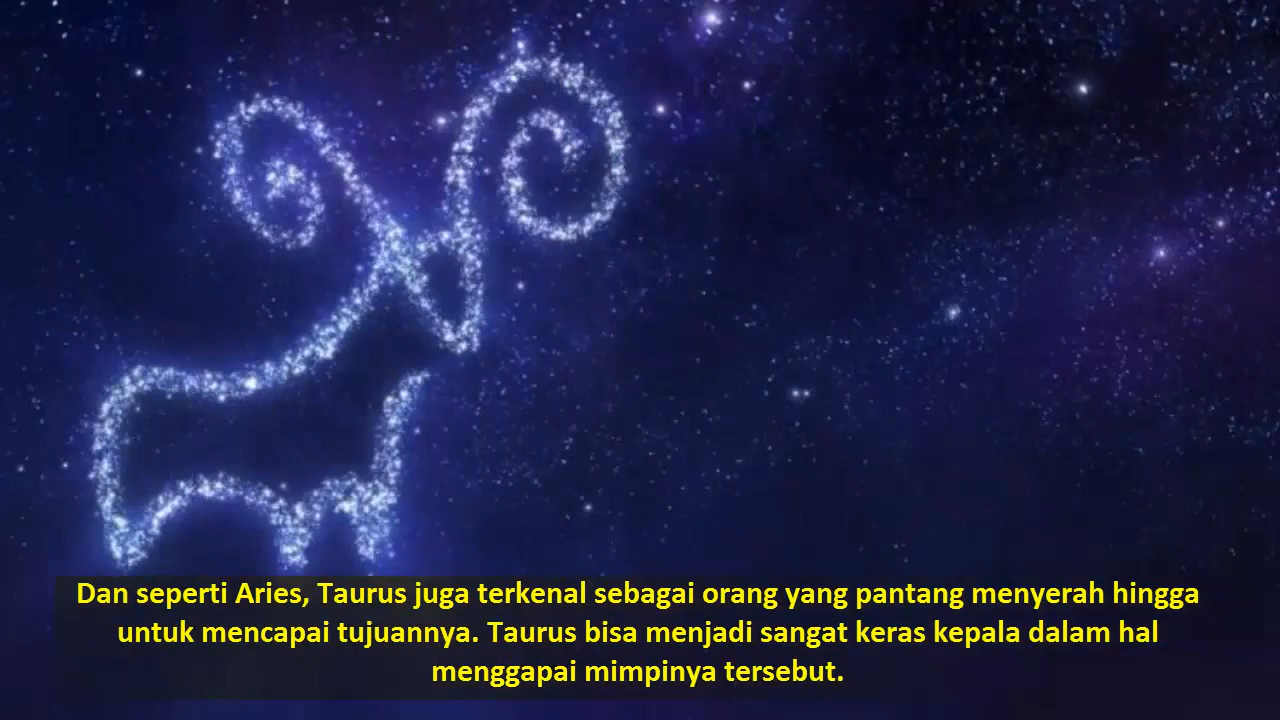 Dan seperti Aries, Taurus juga terkenal sebagai orang yang pantang menyerah hingga
untuk mencapai tujuannya. Taurus bisa menjadi sangat keras kepala dalam hal
menggapai mimpinya tersebut.